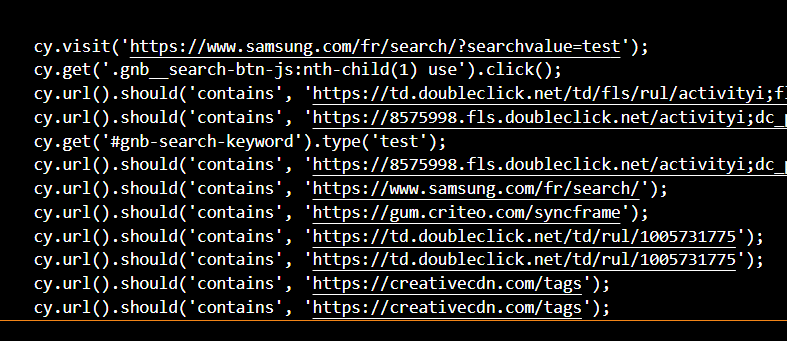 cy.visit('https://www.samsung.com/fr/search/?searchvalue=test');
cy.get('.gnb__search-btn-js:nth-child(1) use').click();
cy.url().should('contains', 'https://td.doubleclick.net/td/fls/rul/activityi;fl
cy.url().should('contains', 'https://8575998.fls.doubleclick.net/activityi;dc_p
cy.get('#gnb-search-keyword').type('test');
cy.url().should('contains', 'https://8575998.fls.doubleclick.net/activityi;dc_p
cy.url().should('contains', 'https://www.samsung.com/fr/search/');
cy.url().should('contains', 'https://gum.criteo.com/syncframe');
cy.url().should('contains', 'https://td.doubleclick.net/td/rul/1005731775');
cy.url().should('contains', 'https://td.doubleclick.net/td/rul/1005731775');
cy.url().should('contains', 'https://creativecdn.com/tags');
cy.url().should('contains', 'https://creativecdn.com/tags');